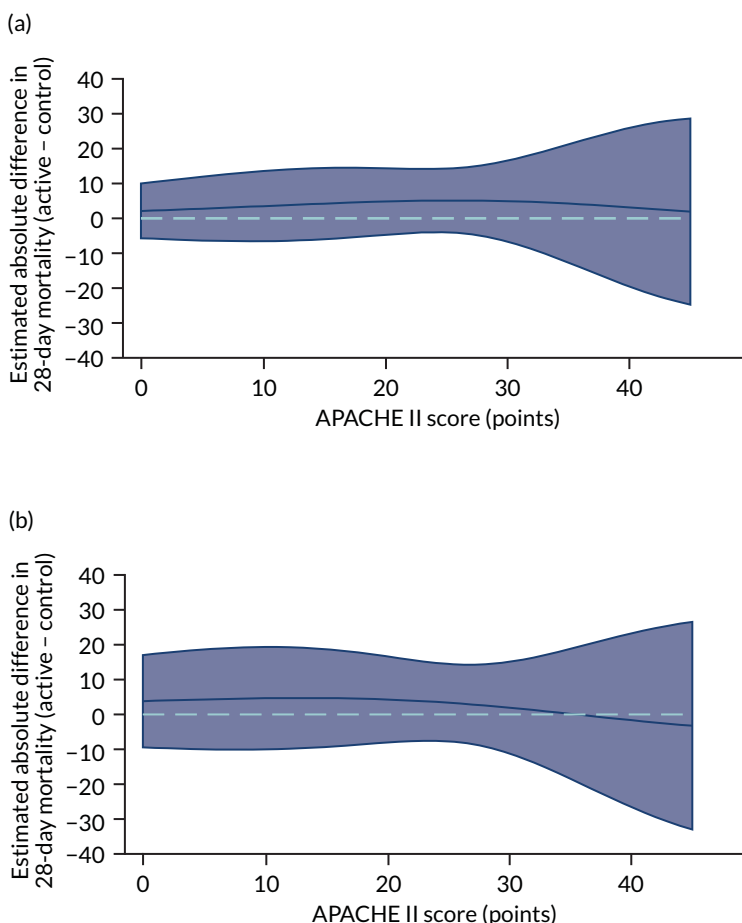 (a)
Estimated absolute difference in
28-day mortality (active – control)
40
30
20
10
0
−10
−20
−30
−40
0 10 20 30 40
APACHE II score (points)
(b)
Estimated absolute difference in
28-day mortality (active – control)
40
30
20
10
0
−10
−20
−30
−40
0 10 20 30 40
APACHE II score (points)